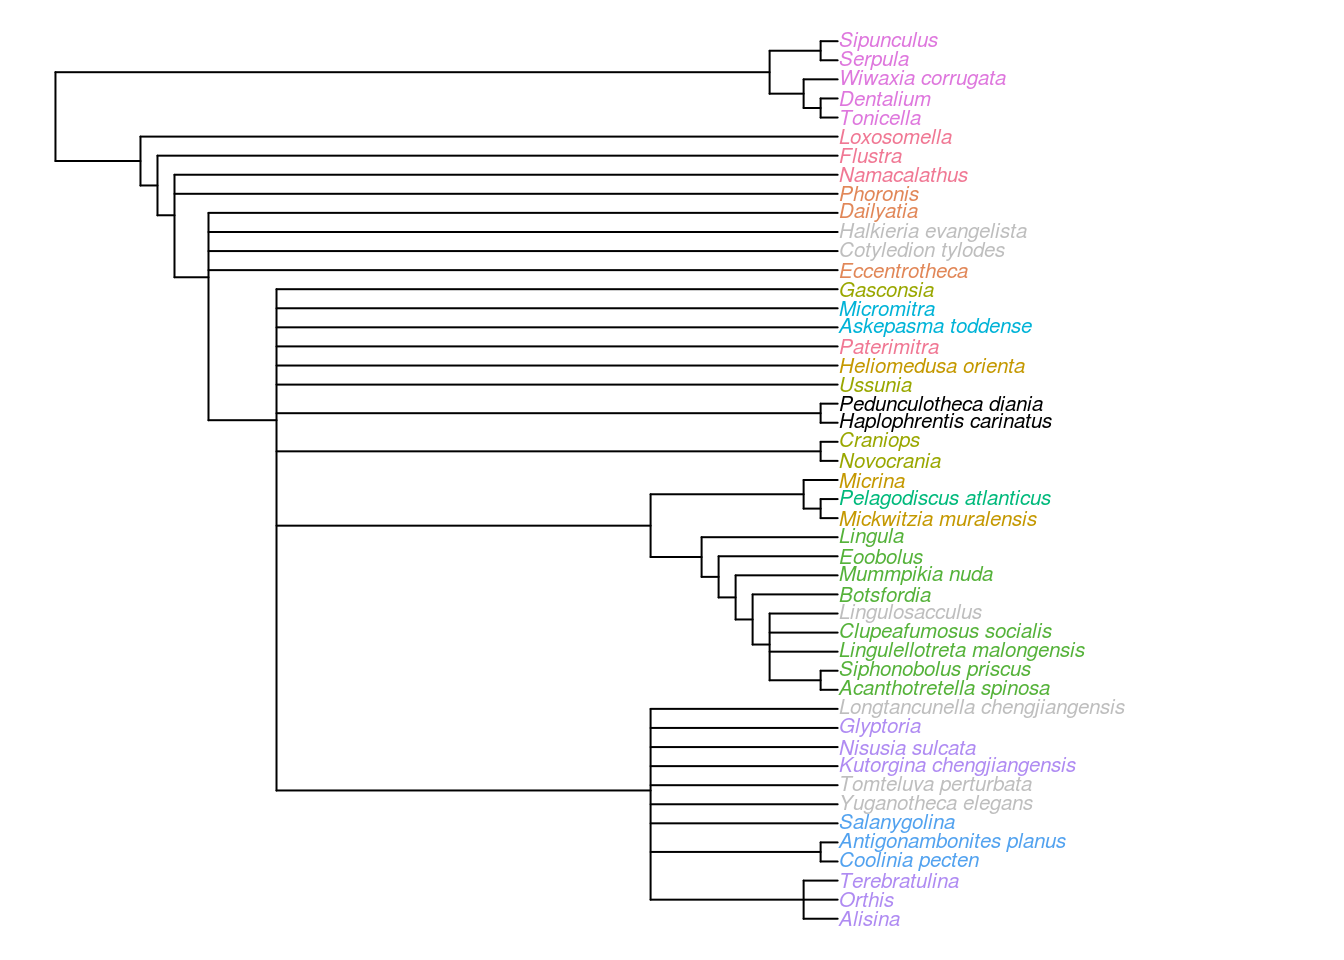 Sipunculus
Serpula
Wiwaxia corrugata
Dentalium
Tonicella
Loxosomella
Flustra
Namacalathus
Phoronis
Dailyatia
Halkieria evangelista
Cotyledion tylodes
Eccentrotheca
Gasconsia
Micromitra
Askepasma toddense
Paterimitra
Heliomedusa orienta
Ussunia
Pedunculotheca diania
Haplophrentis carinatus
Craniops
Novocrania
Micrina
Pelagodiscus atlanticus
Mickwitzia muralensis
Lingula
Eoobolus
Mummpikia nuda
Botsfordia
Lingulosacculus
Clupeafumosus socialis
Lingulellotreta malongensis
Siphonobolus priscus
Acanthotretella spinosa
Longtancunella chengjiangensis
Glyptoria
Nisusia sulcata
Kutorgina chengjiangensis
Tomteluva perturbata
Yuganotheca elegans
Salanygolina
Antigonambonites planus
Coolinia pecten
Terebratulina
Orthis
Alisina